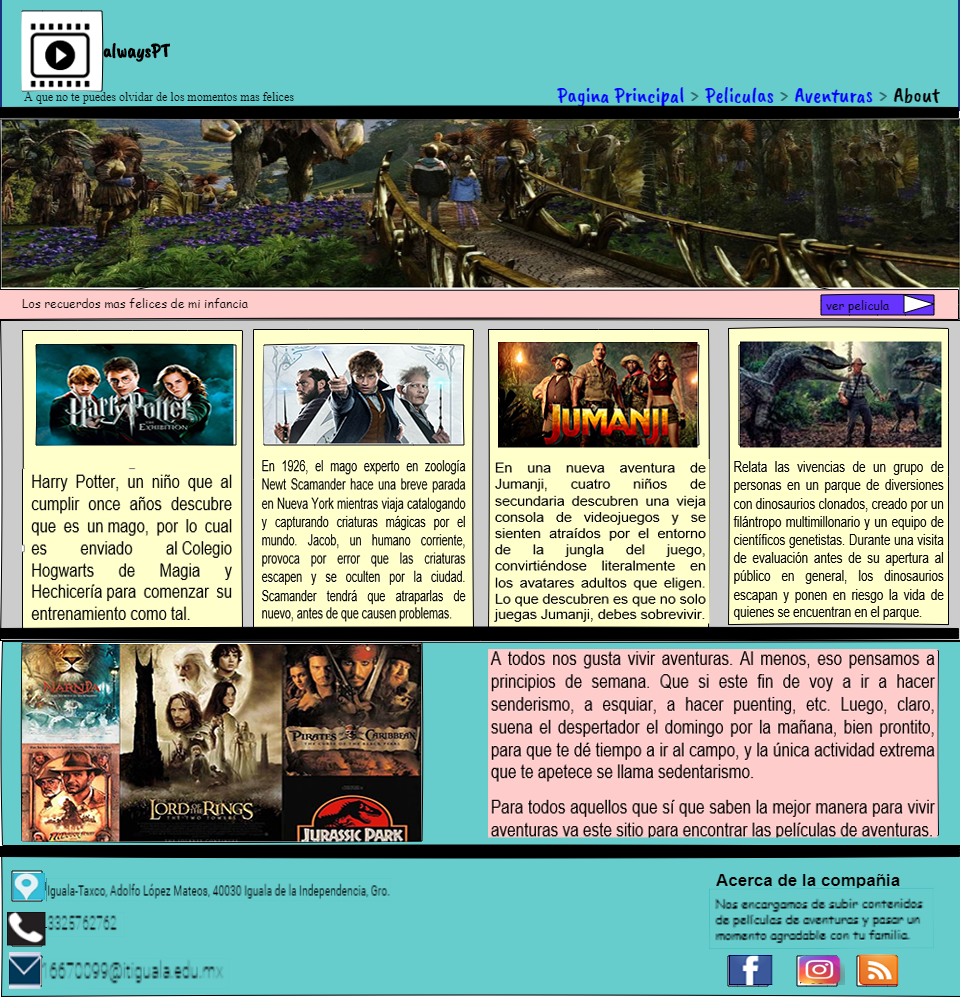 alwaysPT
A que no te puedes olvidar de los momentos mas felices
Pagina Principal > Peliculas > Aventuras > About
Los recuerdos mas felices de mi infancia
ver pelicula
Harry Potter
THE EXHIBITION
Harry Potter, un niño que al
cumplir once años descubre
que es un mago, por lo cual
es enviado al Colegio
Hogwarts de Magia y
Hechicería para comenzar su
entrenamiento como tal.
En 1926, el mago experto en zoología
Newt Scamander hace una breve parada
en Nueva York mientras viaja catalogando
y capturando criaturas mágicas por el
mundo. Jacob, un humano corriente,
provoca por error que las criaturas
escapen y se oculten por la ciudad.
Scamander tendrá que atraparlas de
nuevo, antes de que causen problemas.
JUMANJI
En una nueva aventura de
Jumanji, cuatro niños de
secundaria descubren una vieja
consola de videojuegos y se
sienten atraídos por el entorno
de la jungla del juego,
convirtiéndose literalmente en
los avatares adultos que eligen.
Lo que descubren es que no solo
juegas Jumanji, debes sobrevivir.
Relata las vivencias de un grupo de
personas en un parque de diversiones
con dinosaurios clonados, creado por un
filántropo multimillonario y un equipo de
científicos genetistas. Durante una visita
de evaluación antes de su apertura al
público en general, los dinosaurios
escapan y ponen en riesgo la vida de
quienes se encuentran en el parque.
NARNIA
LORD OF THE RINGS
THE TWO TOWERS
PIRATES of the CARIBBEAN
THE CURSE OF THE BLACK PEARL
JURASSIC PARK
A todos nos gusta vivir aventuras. Al menos, eso pensamos a
principios de semana. Que si este fin de voy a ir a hacer
senderismo, a esquiar, a hacer puenting, etc. Luego, claro,
suena el despertador el domingo por la mañana, bien prontito,
para que te dé tiempo a ir al campo, y la única actividad extrema
que te apetece se llama sedentarismo.
Para todos aquellos que sí que saben la mejor manera para vivir
aventuras va este sitio para encontrar las películas de aventuras.
Iguala-Taxco, Adolfo López Mateos, 40030 Iguala de la Independencia, Gro.
3325762762
16670099@itiguala.edu.mx
Acerca de la compañia
Nos encargamos de subir contenidos
de películas de aventuras y pasar un
momento agradable con tu familia.